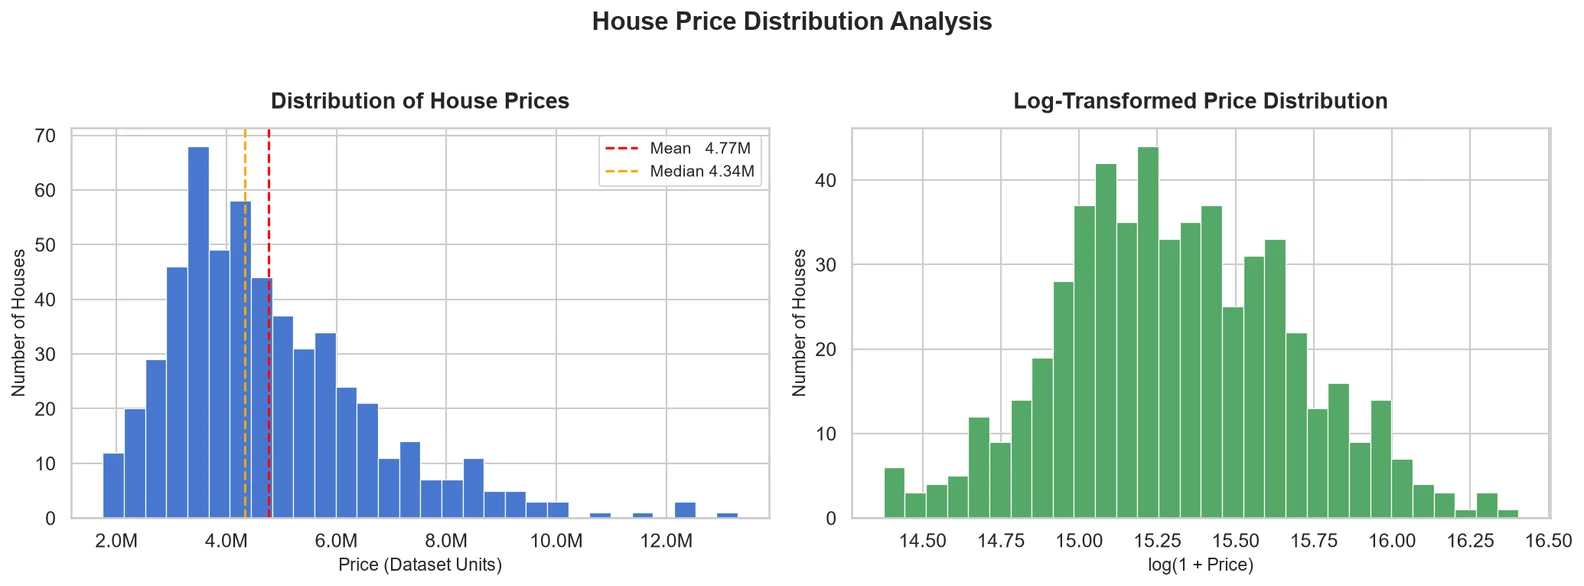 House Price Distribution Analysis
Distribution of House Prices
Number of Houses
70
60
50
40
30
20
10
0
Mean 4.77M
Median 4.34M
2.0M 4.0M 6.0M 8.0M 10.0M 12.0M
Price (Dataset Units)
Log-Transformed Price Distribution
Number of Houses
40
30
20
10
0
14.50 14.75 15.00 15.25 15.50 15.75 16.00 16.25 16.50
log(1 + Price)